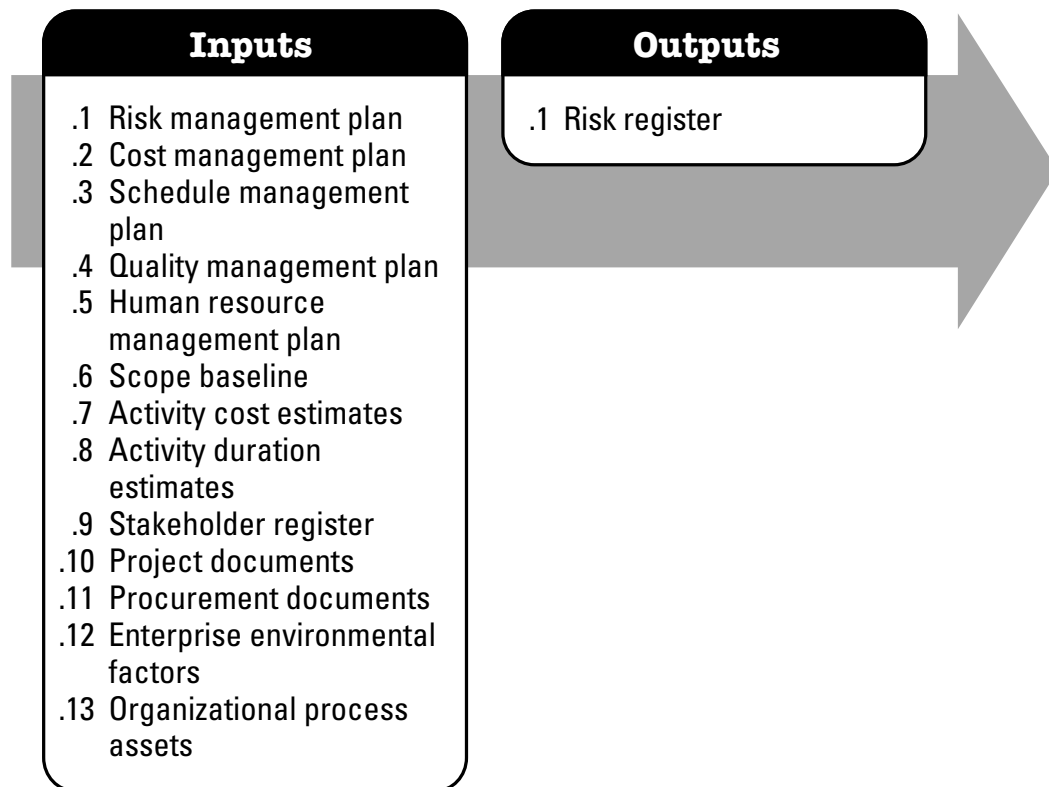 Inputs
.1 Risk management plan
.2 Cost management plan
.3 Schedule management
plan
.4 Quality management plan
.5 Human resource
management plan
.6 Scope baseline
.7 Activity cost estimates
.8 Activity duration
estimates
.9 Stakeholder register
.10 Project documents
.11 Procurement documents
.12 Enterprise environmental
factors
.13 Organizational process
assets
Outputs
.1 Risk register